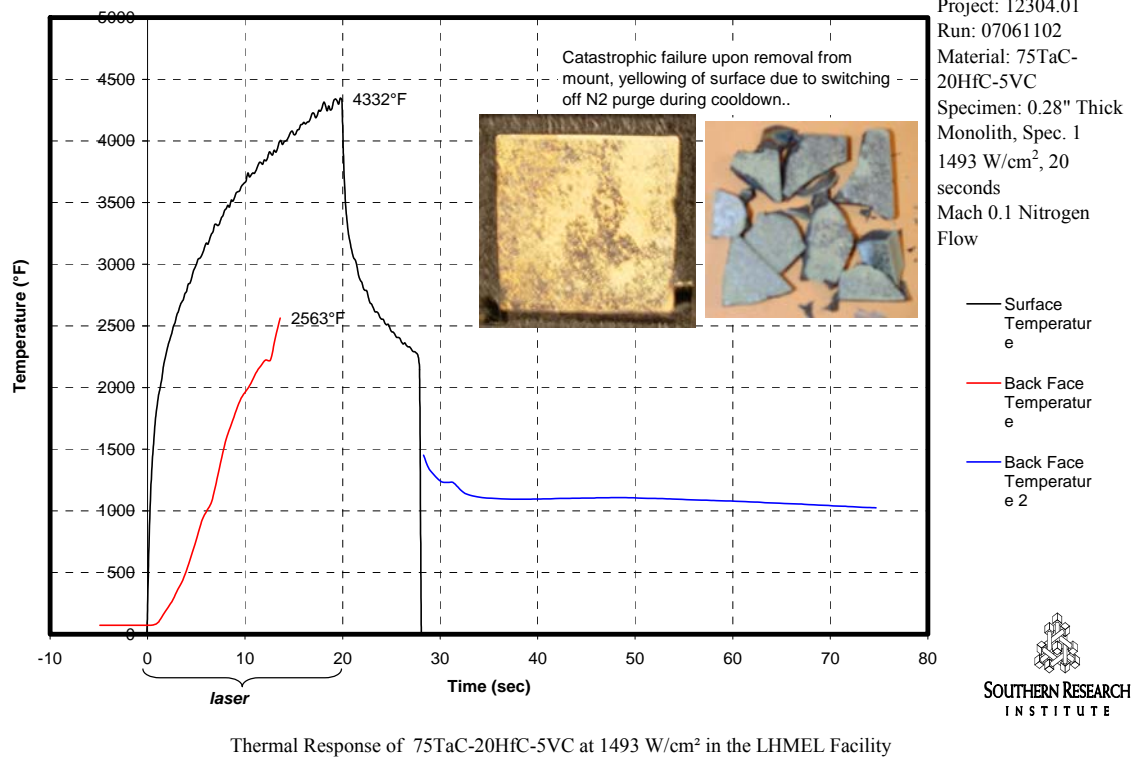 Project: 12304.01
Run: 07061102
Material: 75TaC-
20HfC-5VC
Specimen: 0.28" Thick
Monolith, Spec. 1
1493 W/cm², 20
seconds
Mach 0.1 Nitrogen
Flow
Catastrophic failure upon removal from
mount, yellowing of surface due to switching
off N2 purge during cooldown..
4332°F
2563°F
Temperature (°F)
5000
4500
4000
3500
3000
2500
2000
1500
1000
500
0
-10 0 10 20 30 40 50 60 70 80
Time (sec)
laser
Surface
Temperatur
e
Back Face
Temperatur
e
Back Face
Temperatur
e 2
SOUTHERN RESEARCH
INSTITUTE
Thermal Response of 75TaC-20HfC-5VC at 1493 W/cm² in the LHMEL Facility